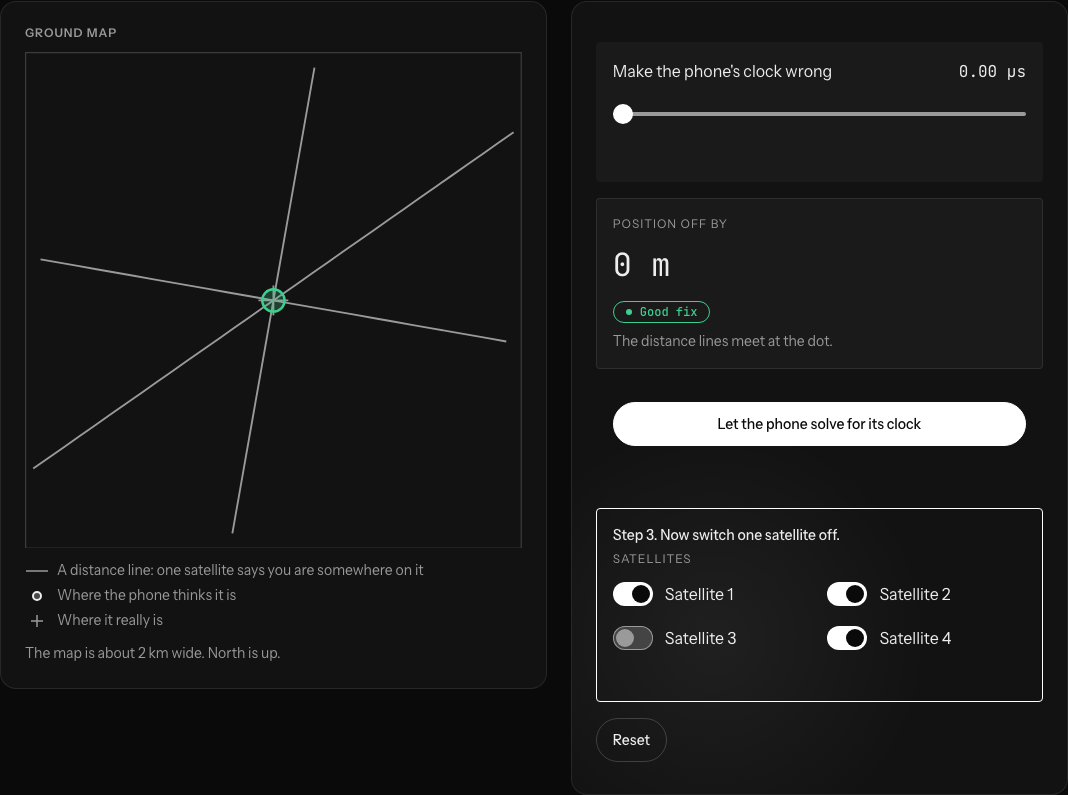 GROUND MAP
A distance line: one satellite says you are somewhere on it
Where the phone thinks it is
Where it really is
The map is about 2 km wide. North is up.
Make the phone's clock wrong 0.00 µs
POSITION OFF BY
0 m
Good fix
The distance lines meet at the dot.
Let the phone solve for its clock
Step 3. Now switch one satellite off.
SATELLITES
Satellite 1 Satellite 2
Satellite 3 Satellite 4
Reset